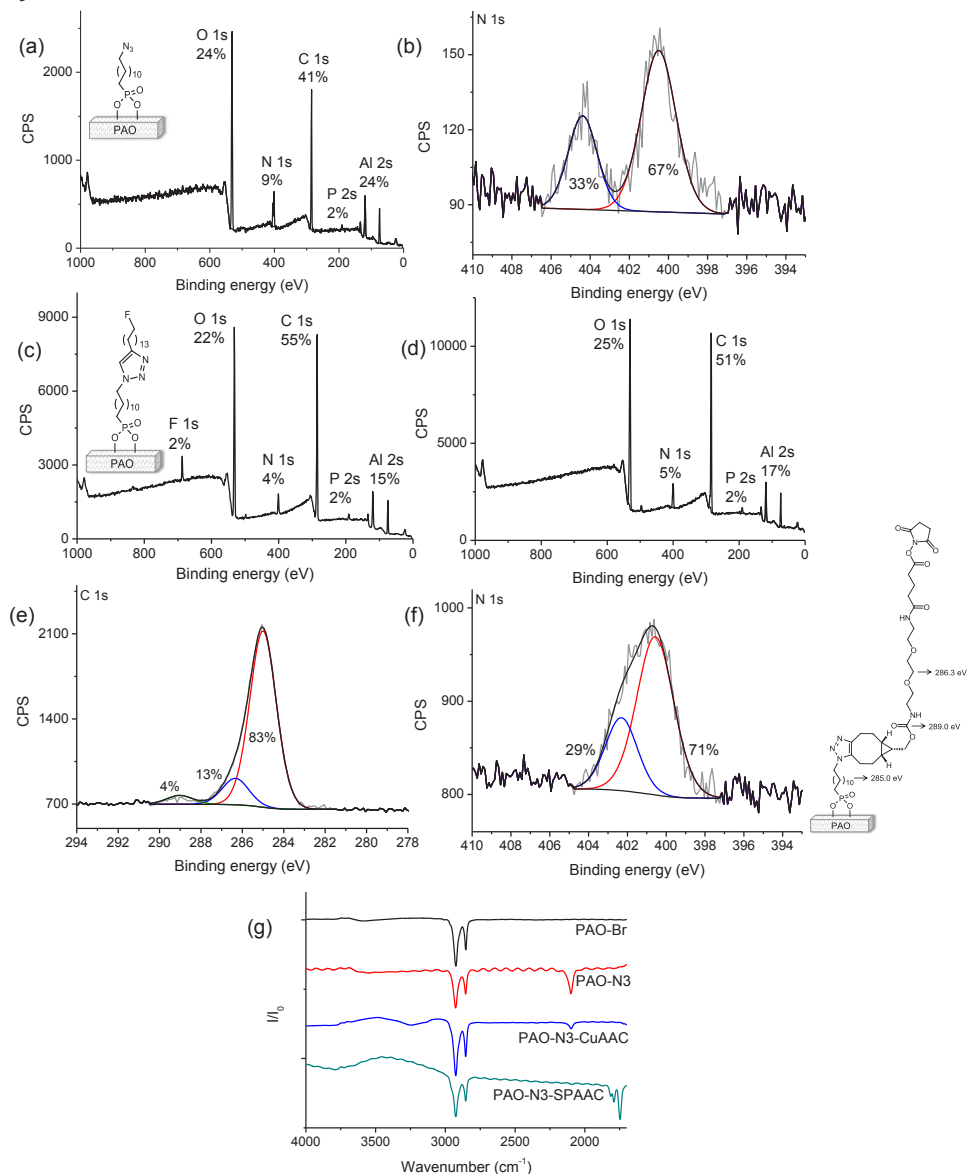 (a)
N3
10
P
O
O
O
PAO
O 1s
24%
C 1s
41%
N 1s
9%
Al 2s
24%
P 2s
2%
2000
1000
0
CPS
1000 800 600 400 200 0
Binding energy (eV)
(b)
N 1s
33%
67%
150
120
90
CPS
410 408 406 404 402 400 398 396 394
Binding energy (eV)
(c)
F
13
N
N
N
10
P
O
O
O
PAO
F 1s
2%
O 1s
22%
C 1s
55%
N 1s
4%
P 2s
2%
Al 2s
15%
9000
6000
3000
0
CPS
1000 800 600 400 200 0
Binding energy (eV)
(d)
O 1s
25%
C 1s
51%
N 1s
5%
P 2s
2%
Al 2s
17%
10000
5000
0
CPS
1000 800 600 400 200 0
Binding energy (eV)
(e)
C 1s
4%
13%
83%
2100
1400
700
CPS
294 292 290 288 286 284 282 280 278
Binding energy (eV)
(f)
N 1s
29%
71%
1000
900
800
CPS
410 408 406 404 402 400 398 396 394
Binding energy (eV)
O
N
O
O
O
O
HN
O
286.3 eV
O
NH
O
289.0 eV
O
H
H
N
N
N
10
285.0 eV
P
O
O
O
PAO
(g)
PAO-Br
PAO-N3
PAO-N3-CuAAC
PAO-N3-SPAAC
I/I0
4000 3500 3000 2500 2000
Wavenumber (cm-1)